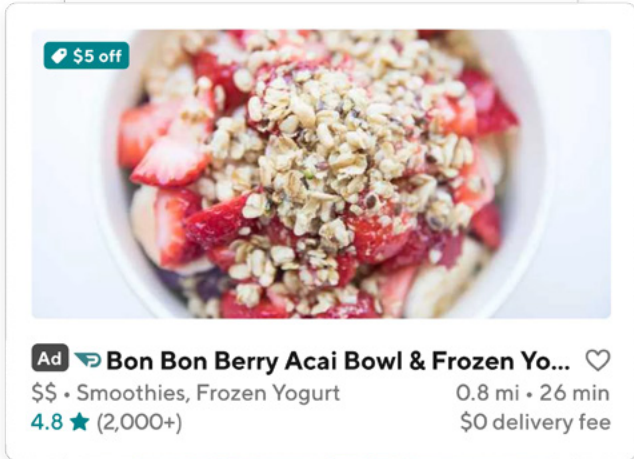 $5 off
Ad Bon Bon Berry Acai Bowl & Frozen Yo...
$$ • Smoothies, Frozen Yogurt 0.8 mi • 26 min
4.8 ★ (2,000+) $0 delivery fee